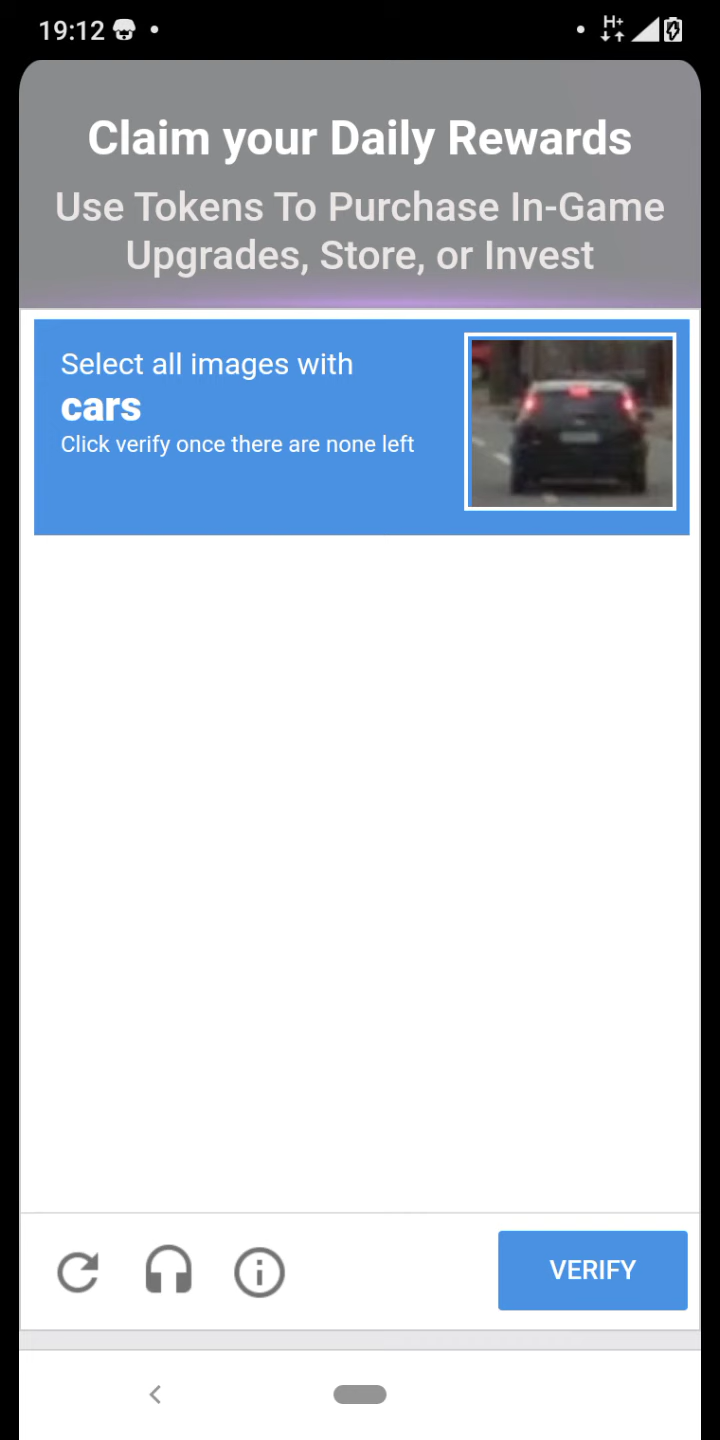 19:12
H+
Claim your Daily Rewards
Use Tokens To Purchase In-Game
Upgrades, Store, or Invest
Select all images with
cars
Click verify once there are none left
VERIFY